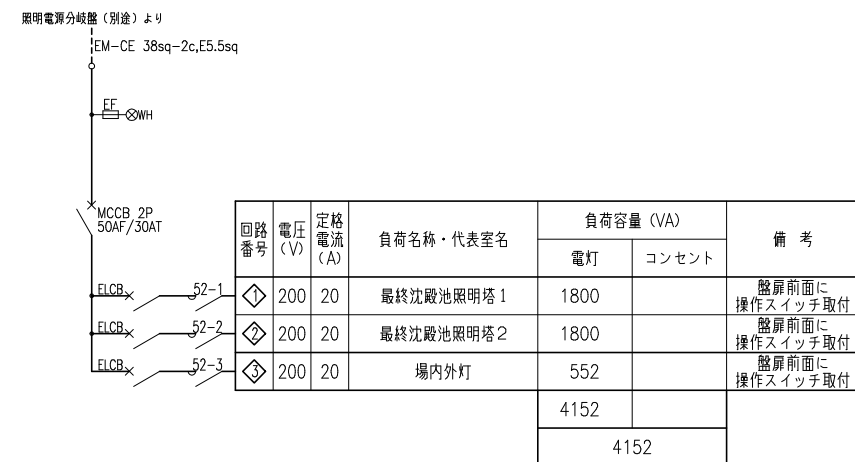 照明電源分岐盤（別途）より
EM-CE 38sq-2c,E5.5sq
EF
WH
MCCB 2P
50AF/30AT
回路番号 電圧(V) 定格電流(A) 負荷名称・代表室名 負荷容量 (VA) 備 考
電灯 コンセント
ELCB 52-1 1 200 20 最終沈殿池照明塔1 1800 盤扉前面に
操作スイッチ取付
ELCB 52-2 2 200 20 最終沈殿池照明塔2 1800 盤扉前面に
操作スイッチ取付
ELCB 52-3 3 200 20 場内外灯 552 盤扉前面に
操作スイッチ取付
4152
4152